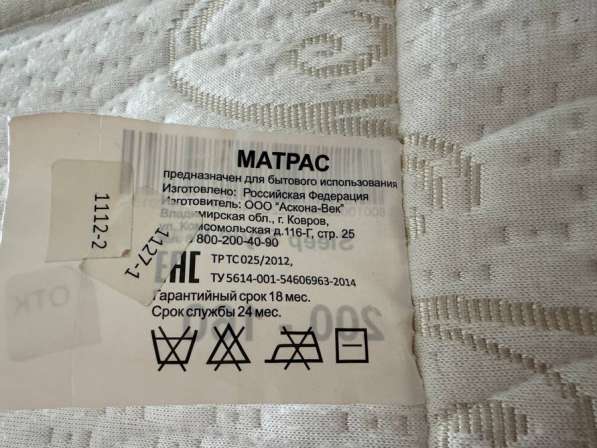 МАТРАС
предназначен для бытового использования
Изготовлено: Российская Федерация
Изготовитель: ООО "Аскона-Век"
Владимирская обл., г. Ковров,
ул. Комсомольская д.116-Г, стр. 25
8 800-200-40-90
EAC
ТР ТС 025/2012,
ТУ 5614-001-54606963-2014
Гарантийный срок 18 мес.
Срок службы 24 мес.
1112-2
1127-1
ОТК
Sleep